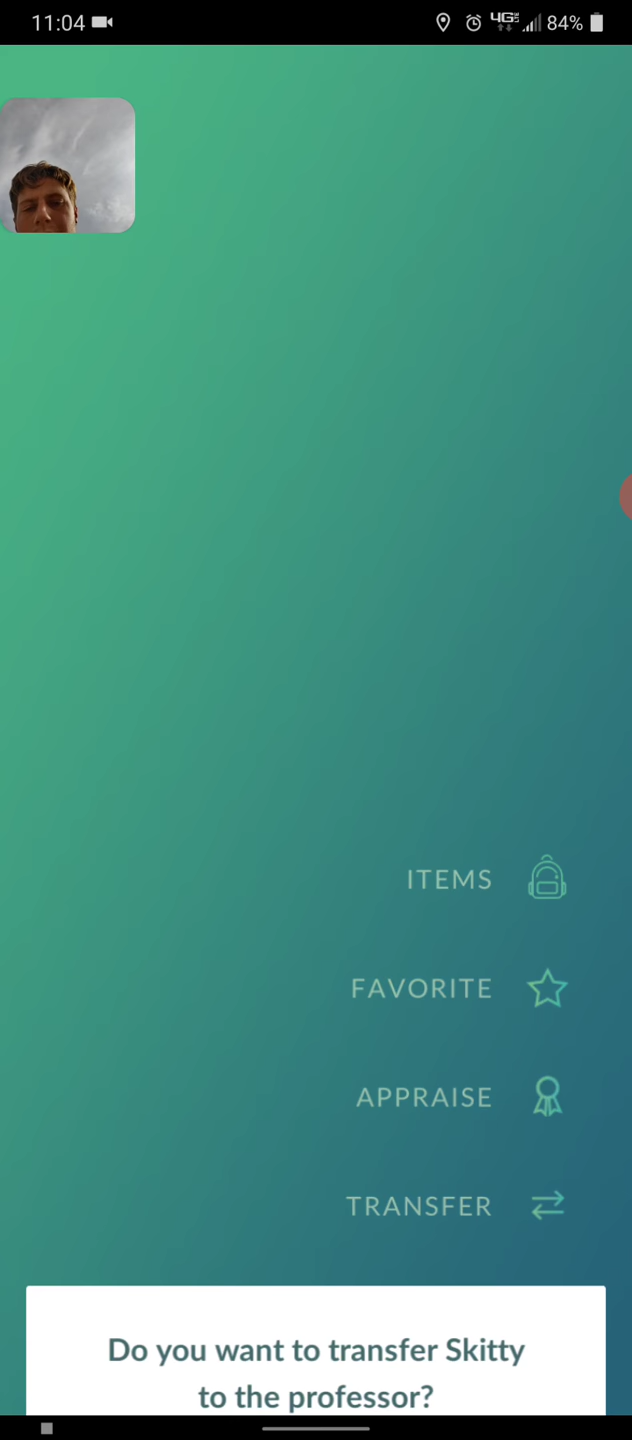 11:04 4G 84%
ITEMS
FAVORITE
APPRAISE
TRANSFER
Do you want to transfer Skitty
to the professor?